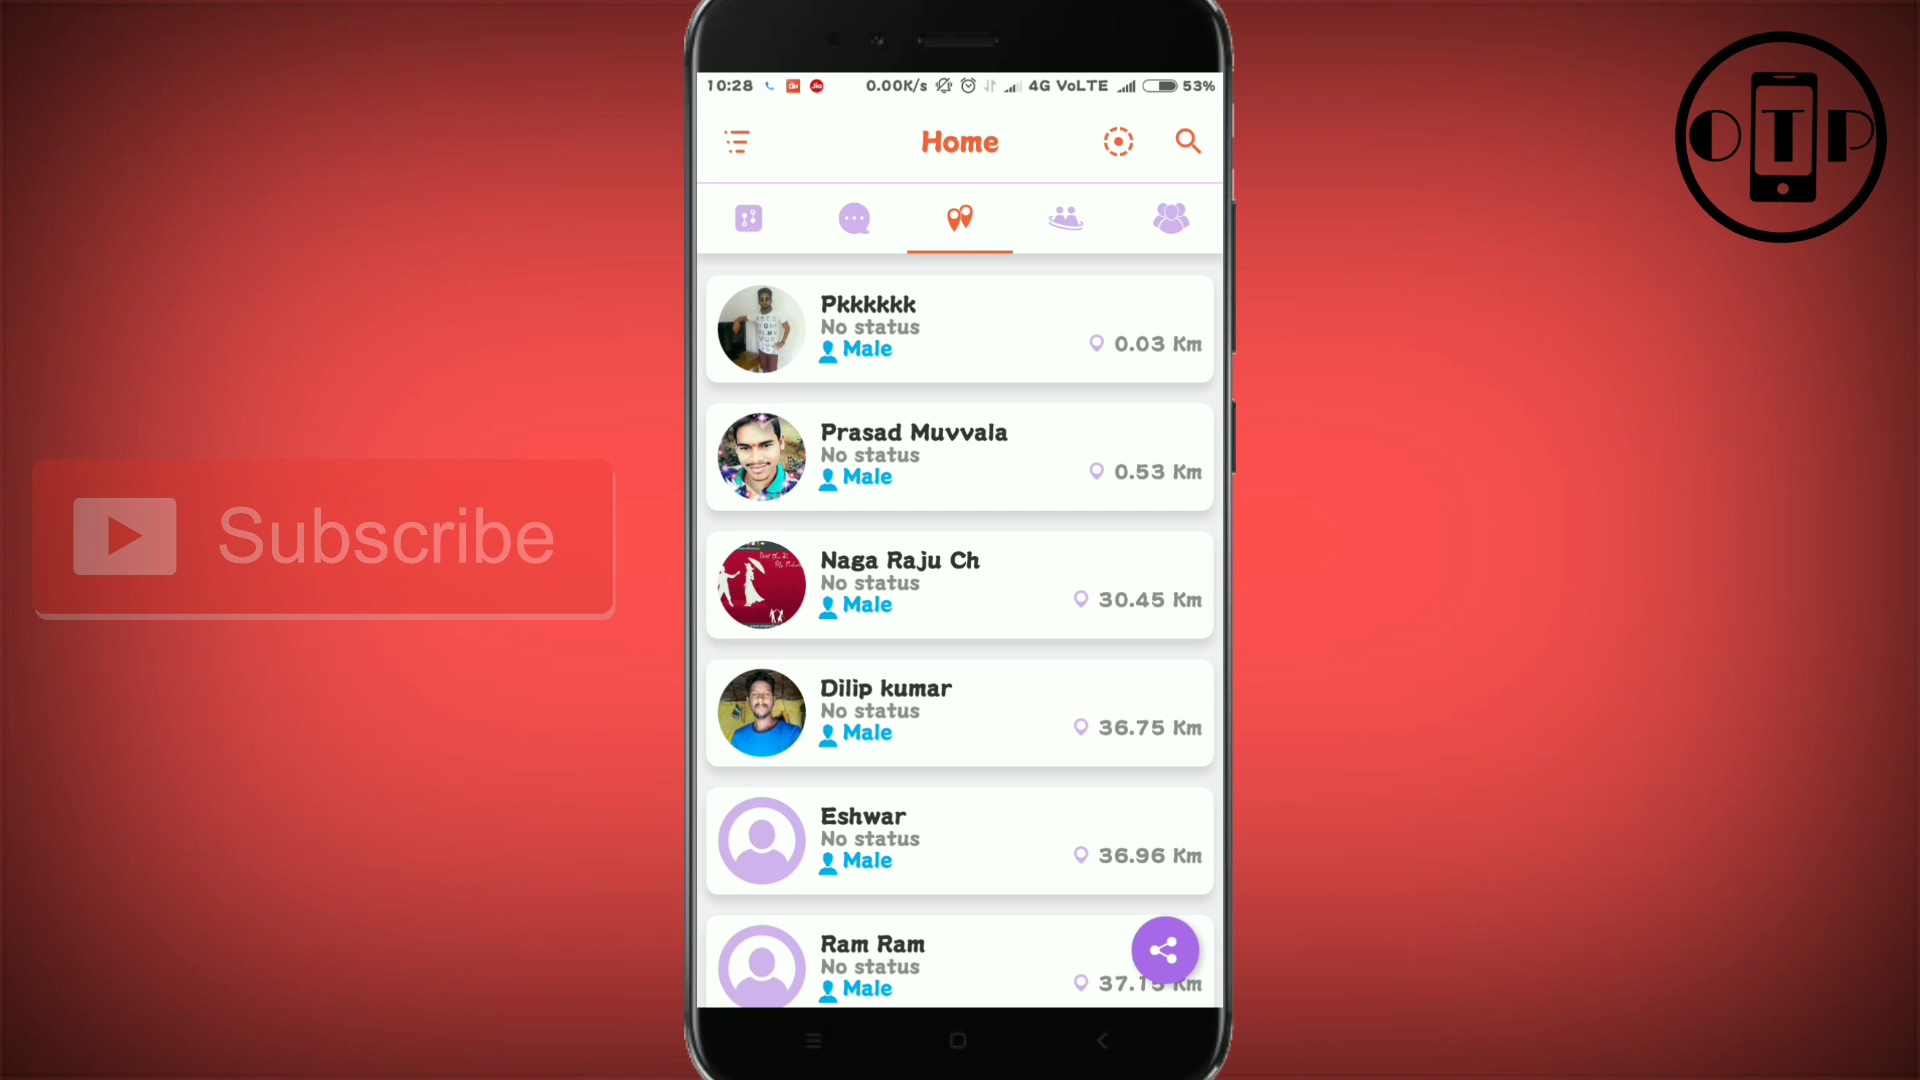 10:28 0.00K/s 4G VoLTE 53%
Home
OTP
Pkkkkkk
No status
Male
0.03 Km
Prasad Muvvala
No status
Male
0.53 Km
Naga Raju Ch
No status
Male
30.45 Km
Dilip kumar
No status
Male
36.75 Km
Eshwar
No status
Male
36.96 Km
Ram Ram
No status
Male
Km
Subscribe